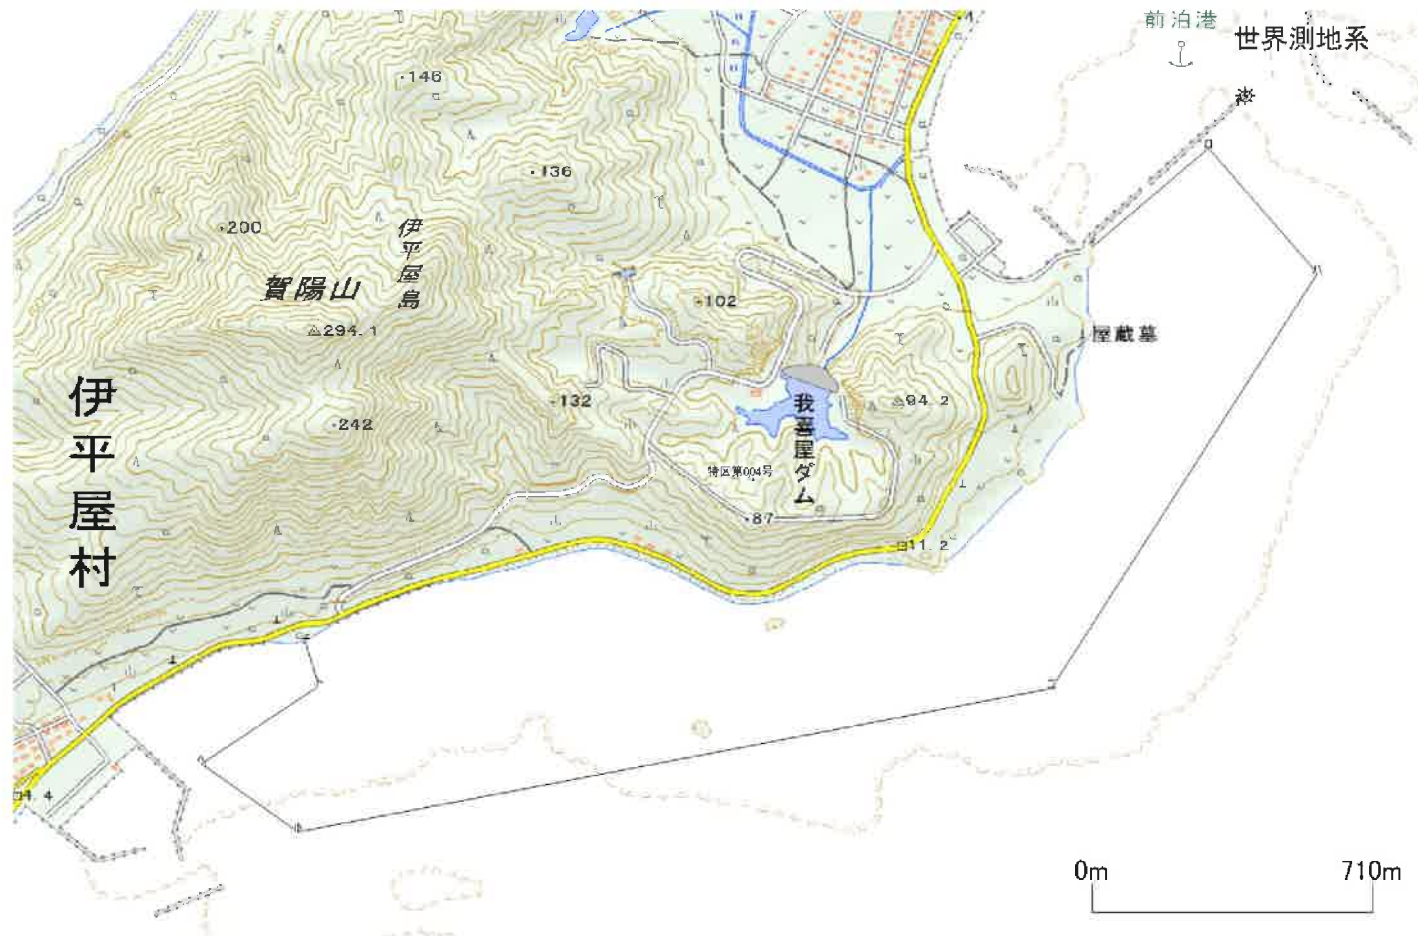 前泊港
世界測地系
146
136
200
伊平屋島
賀陽山
102
294.1
屋蔵墓
伊平屋村
132
94.2
242
我喜屋ダム
特区第004号
87
11.2
4.4
0m
710m